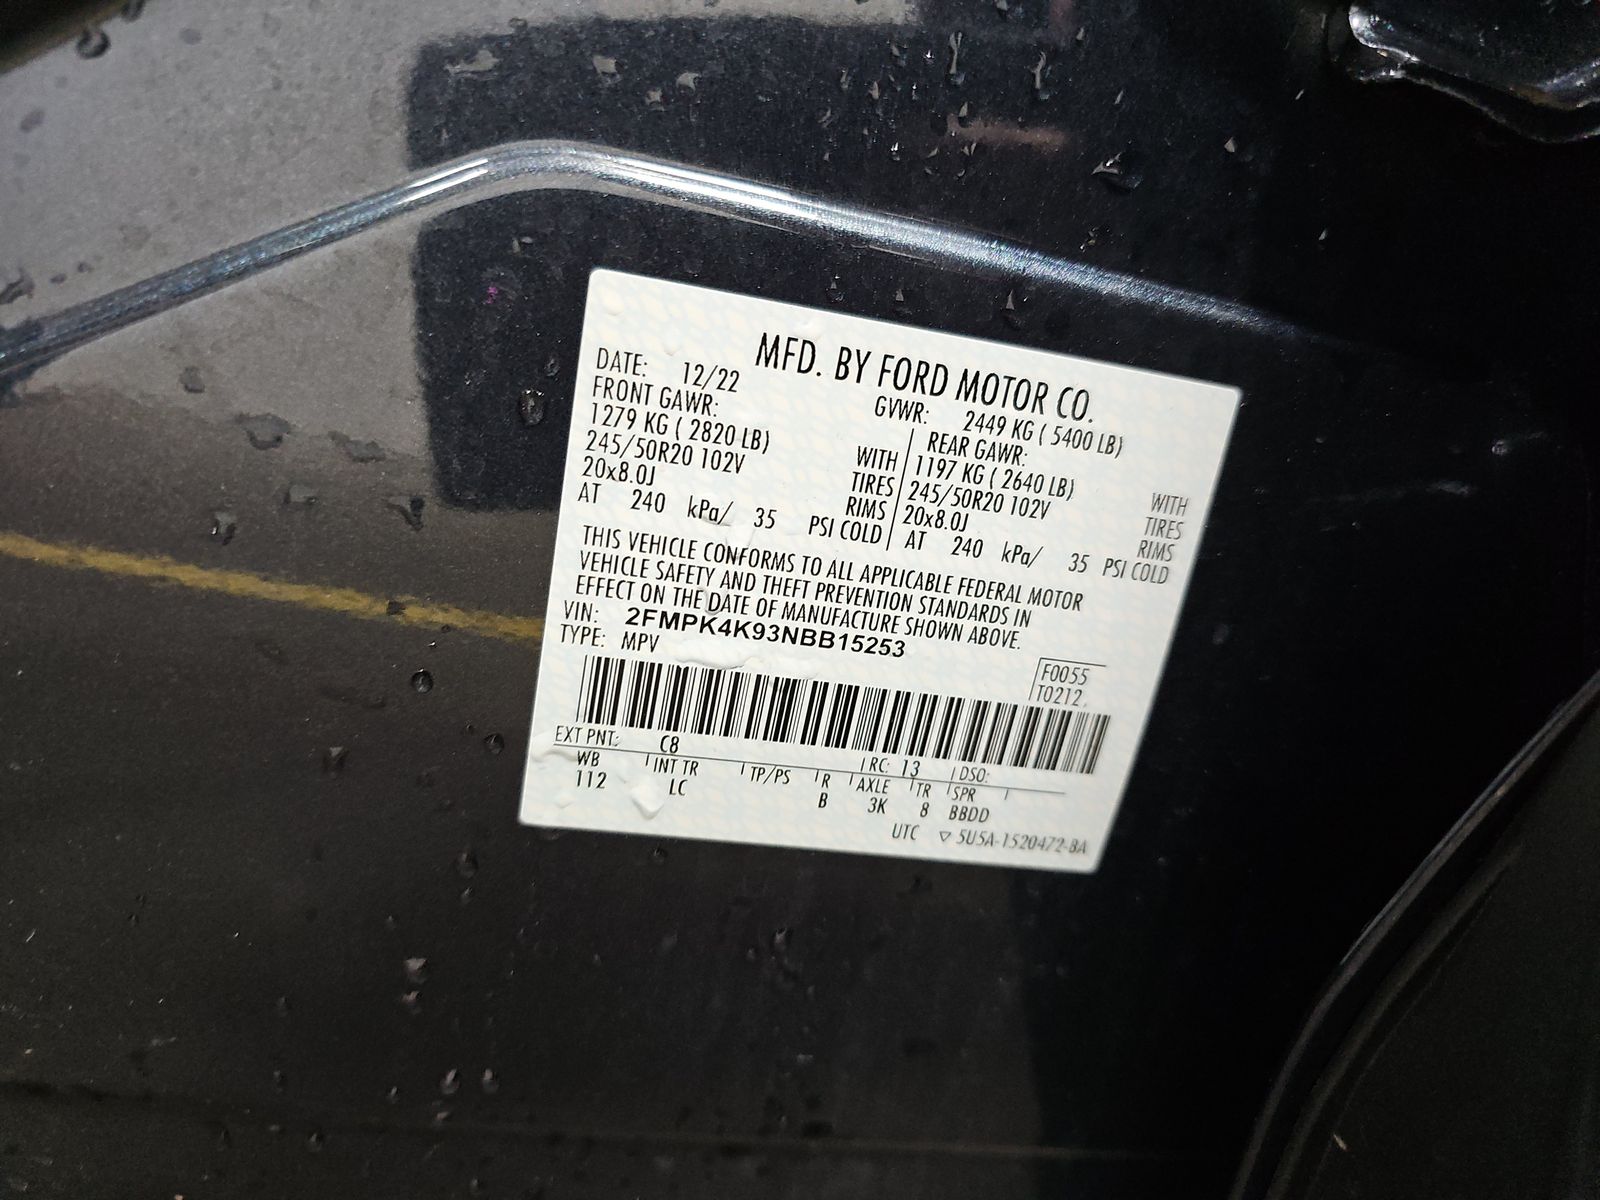 MFD. BY FORD MOTOR CO.
DATE: 12/22 GVWR: 2449 KG ( 5400 LB)
FRONT GAWR: REAR GAWR:
1279 KG ( 2820 LB) WITH 1197 KG ( 2640 LB) WITH
245/50R20 102V TIRES 245/50R20 102V TIRES
20x8.0J RIMS 20x8.0J RIMS
AT 240 kPa/ 35 PSI COLD AT 240 kPa/ 35 PSI COLD
THIS VEHICLE CONFORMS TO ALL APPLICABLE FEDERAL MOTOR
VEHICLE SAFETY AND THEFT PREVENTION STANDARDS IN
EFFECT ON THE DATE OF MANUFACTURE SHOWN ABOVE.
VIN: 2FMPK4K93NBB15253
TYPE: MPV
F0055
T0212
EXT PNT: C8 RC: 13 DSO:
WB INT TR TP/PS R AXLE TR SPR
112 LC B 3K 8 BBDD
UTC ▽ 5U5A-1520472-BA